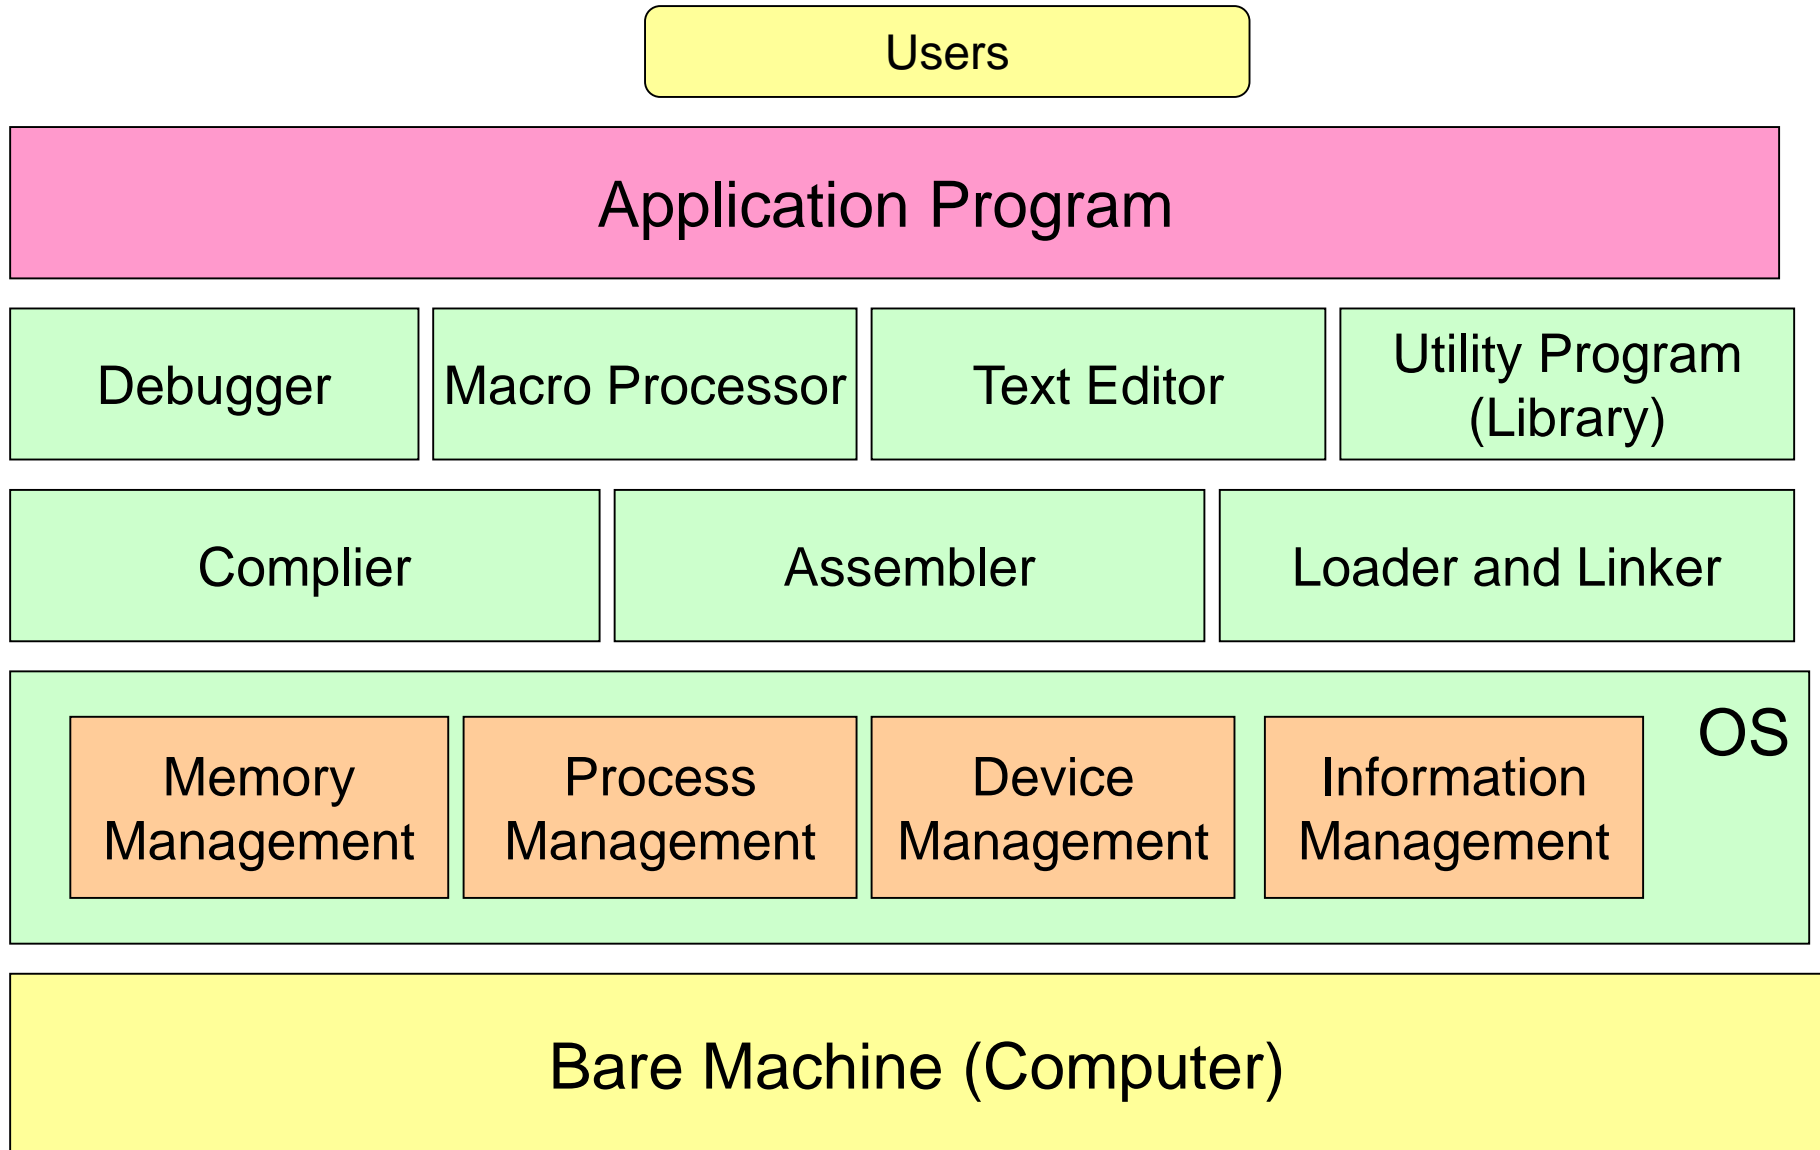 Users
Application Program
Debugger
Macro Processor
Text Editor
Utility Program
(Library)
Complier
Assembler
Loader and Linker
OS
Memory
Management
Process
Management
Device
Management
Information
Management
Bare Machine (Computer)